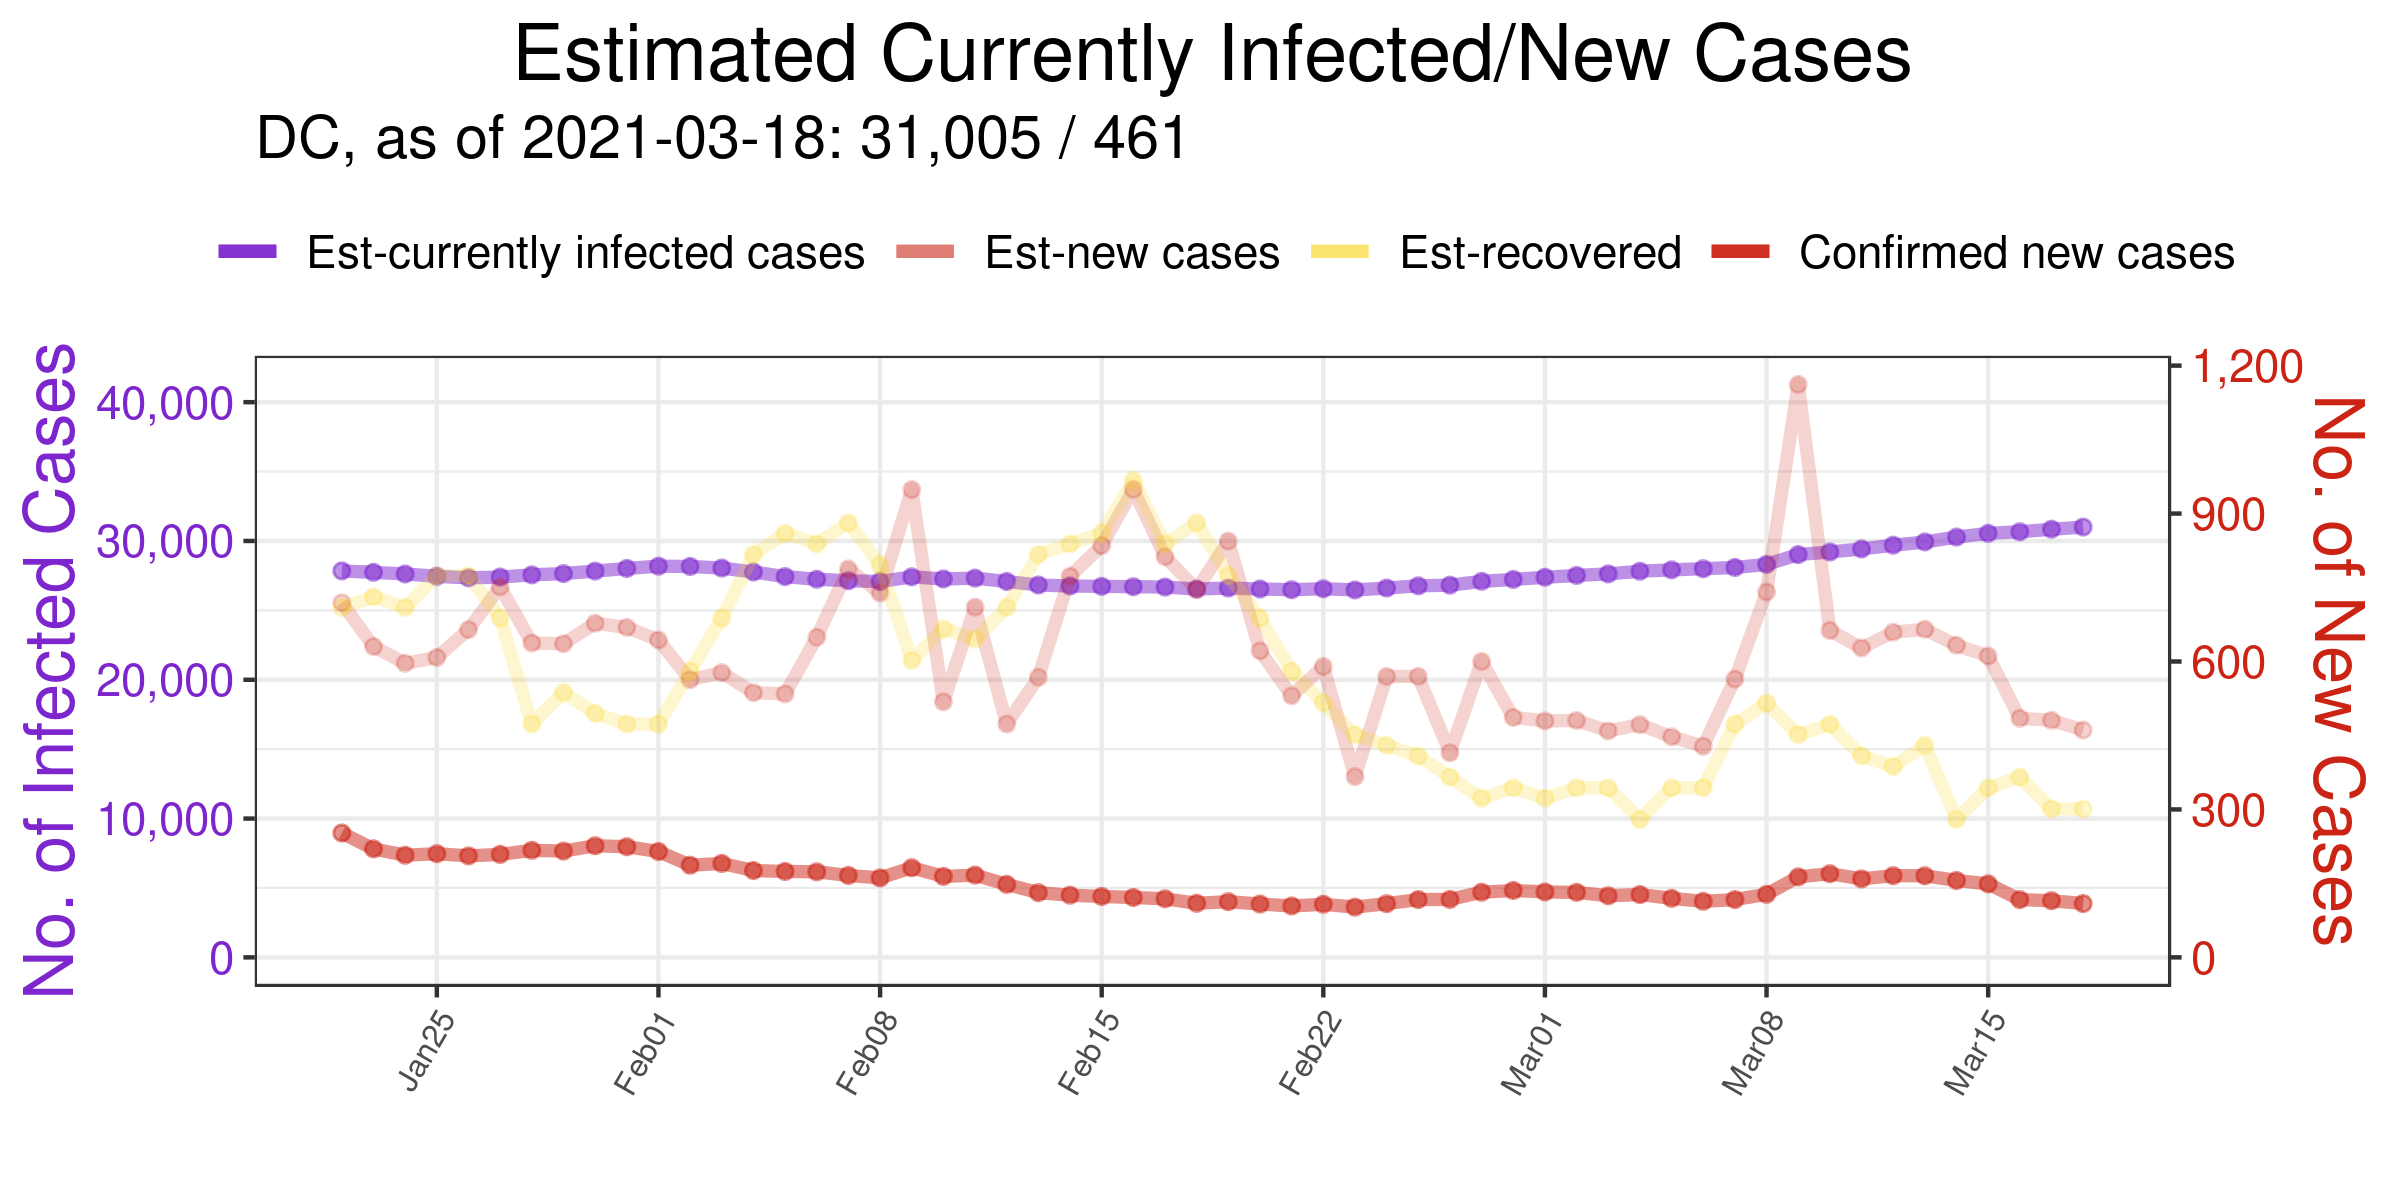 Estimated Currently Infected/New Cases
DC, as of 2021-03-18: 31,005 / 461
Est-currently infected cases
Est-new cases
Est-recovered
Confirmed new cases
No. of Infected Cases
40,000
30,000
20,000
10,000
0
1,200
900
600
300
0
No. of New Cases
Jan25
Feb01
Feb08
Feb15
Feb22
Mar01
Mar08
Mar15